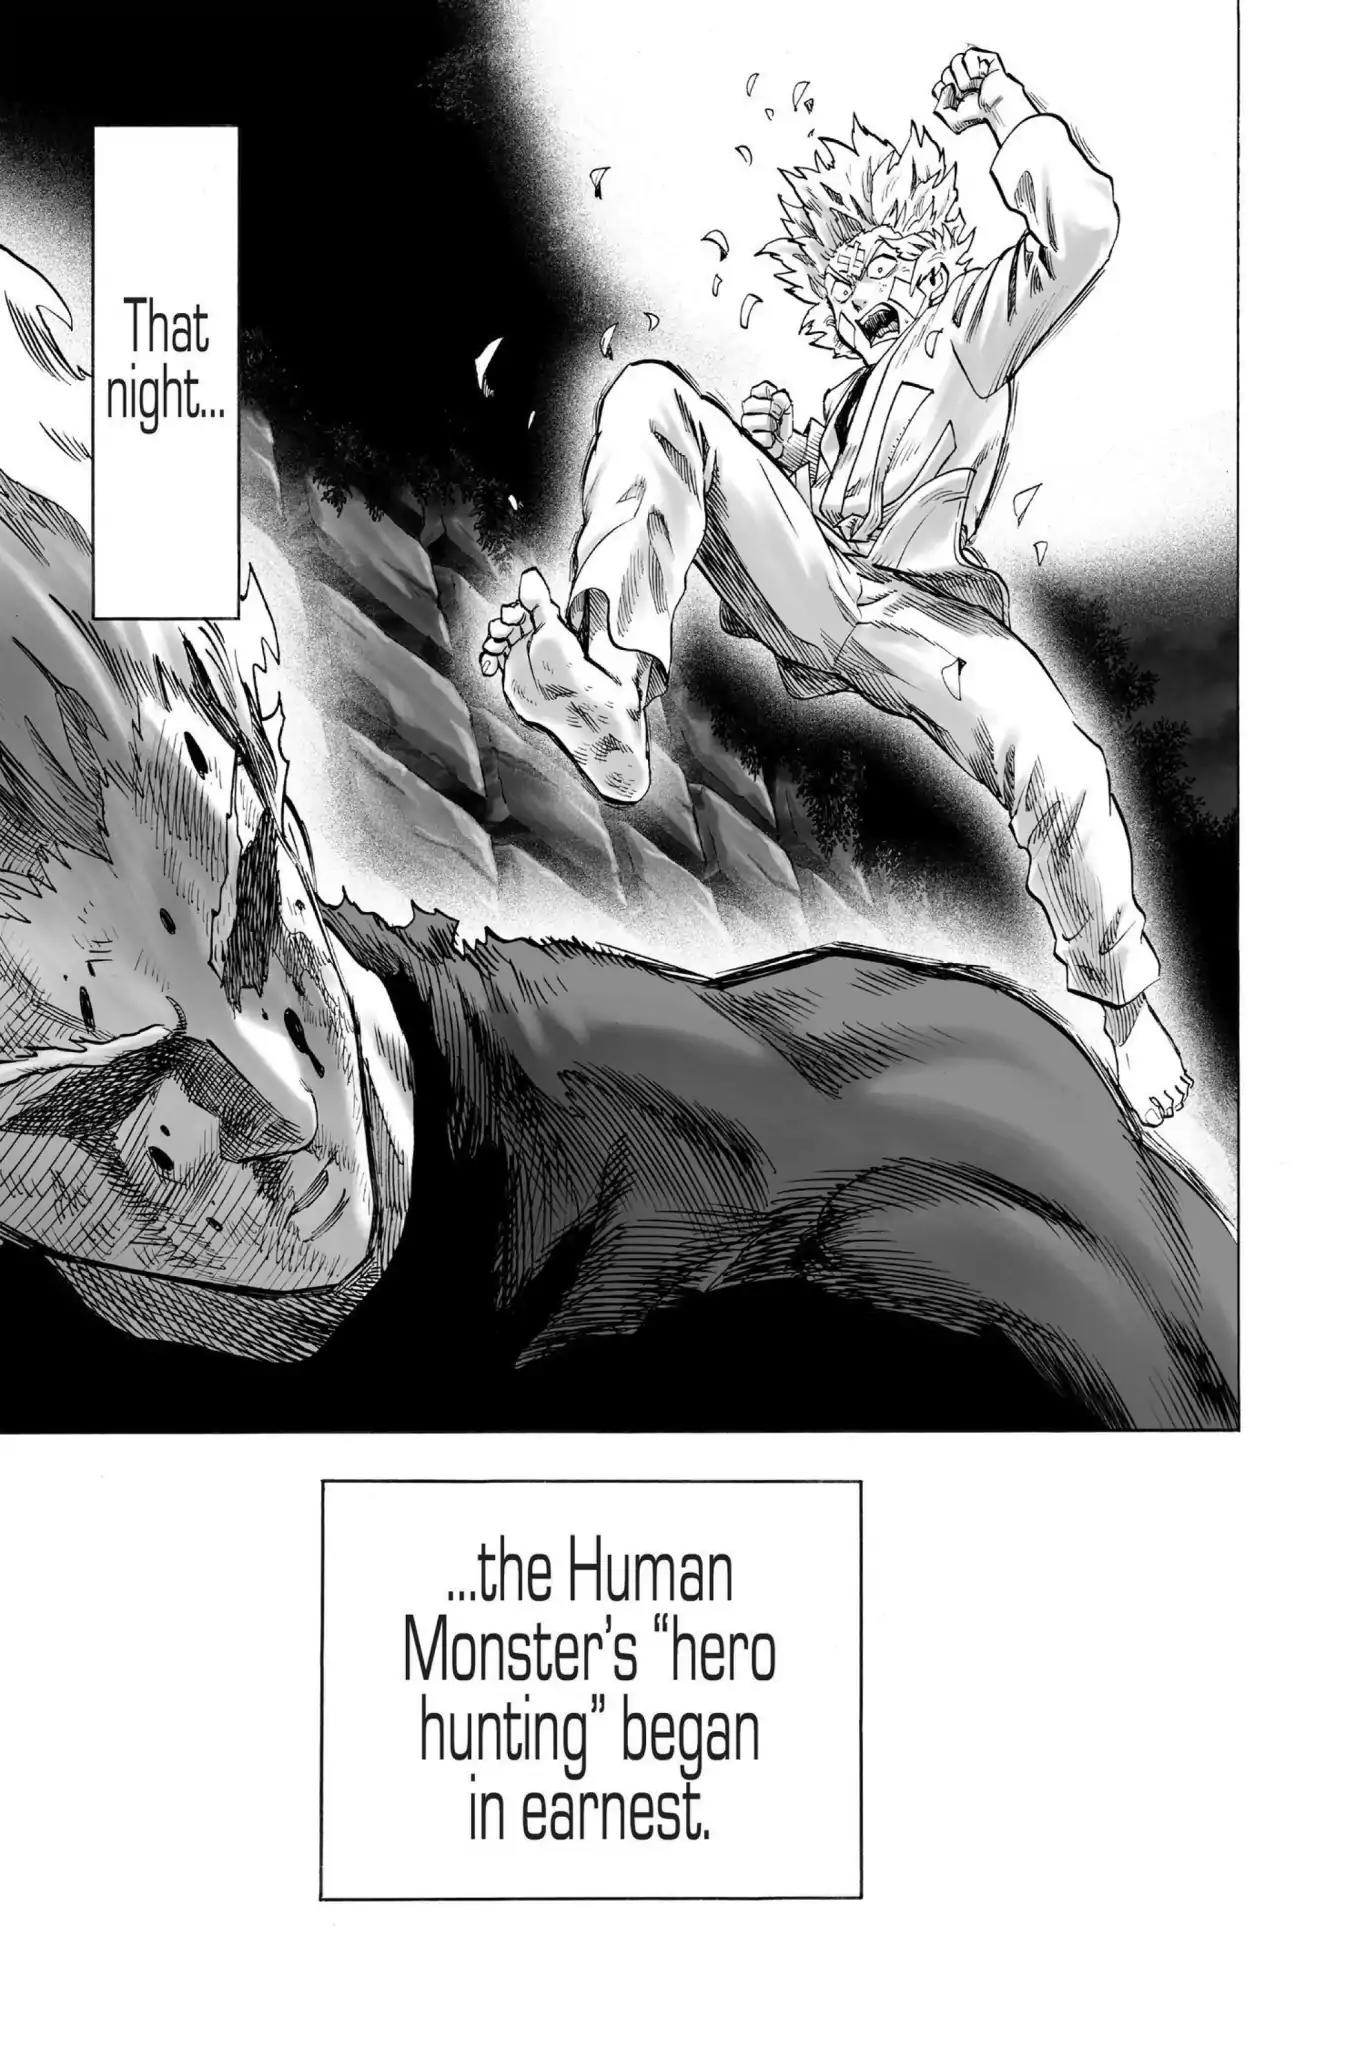 That
night...
...the Human
Monster's “hero
hunting” began
in earnest.